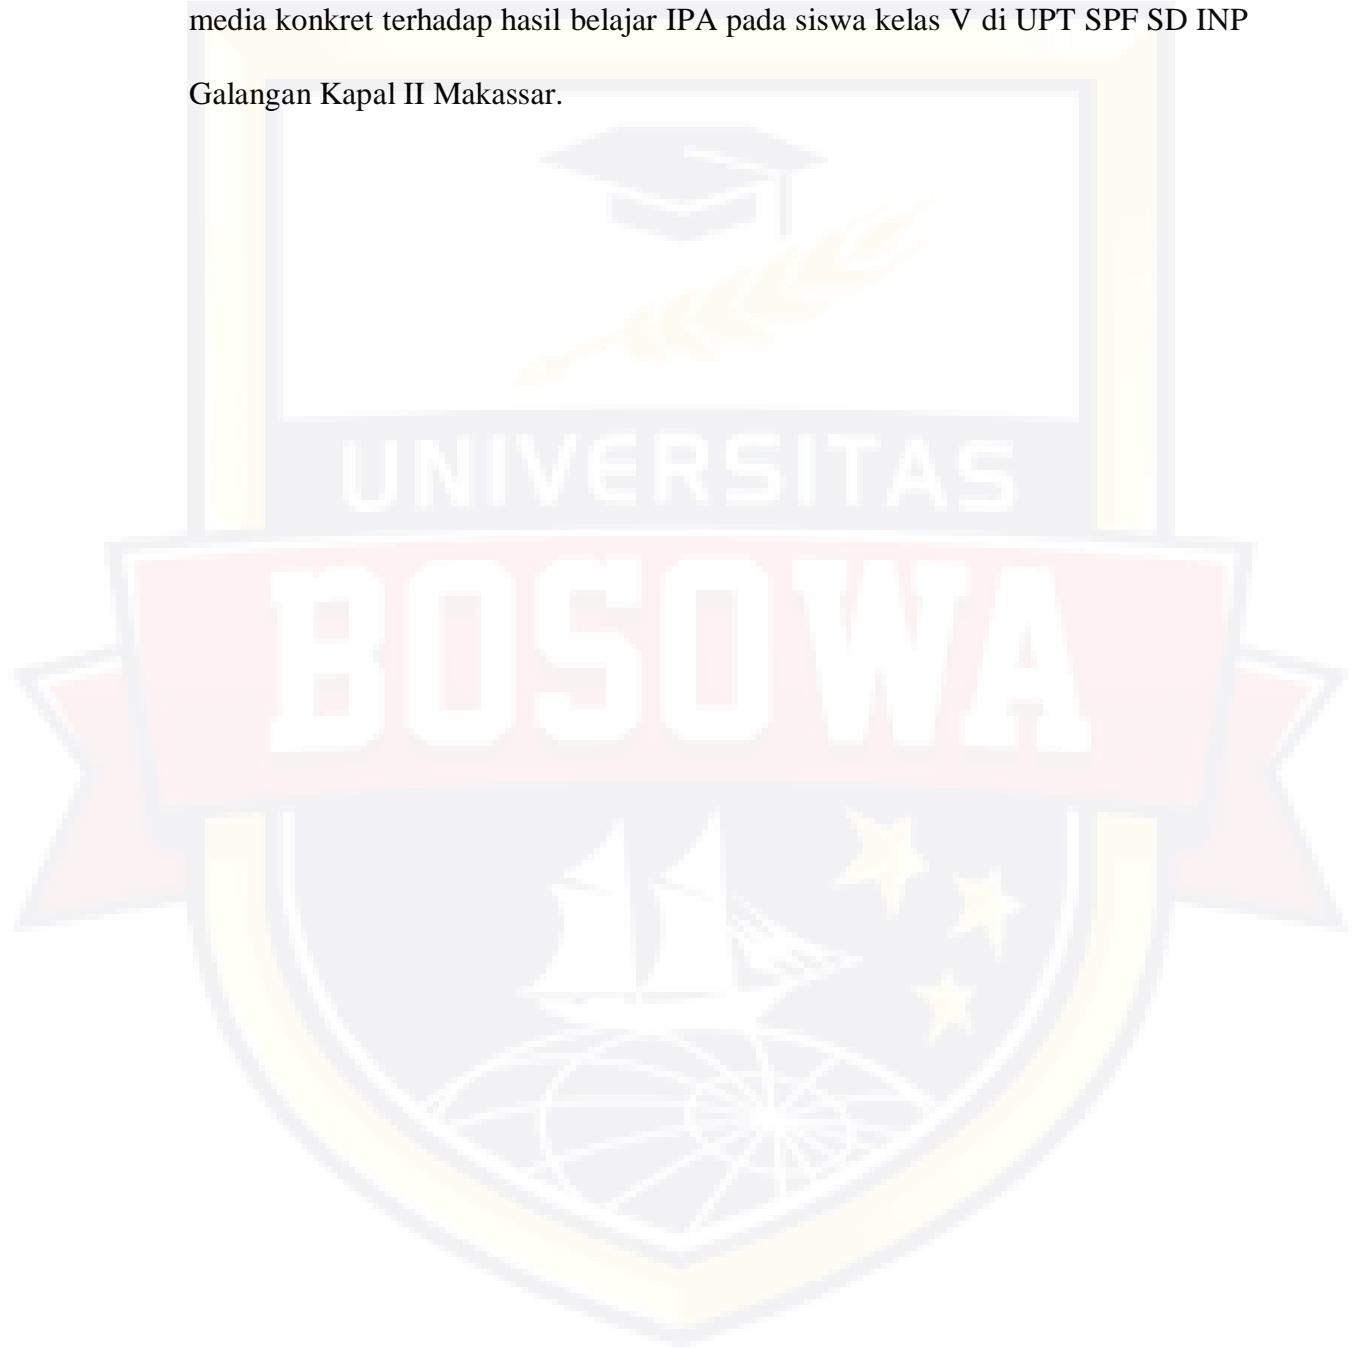 media konkret terhadap hasil belajar IPA pada siswa kelas V di UPT SPF SD INP
Galangan Kapal II Makassar.
UNIVERSITAS
BOSOWA